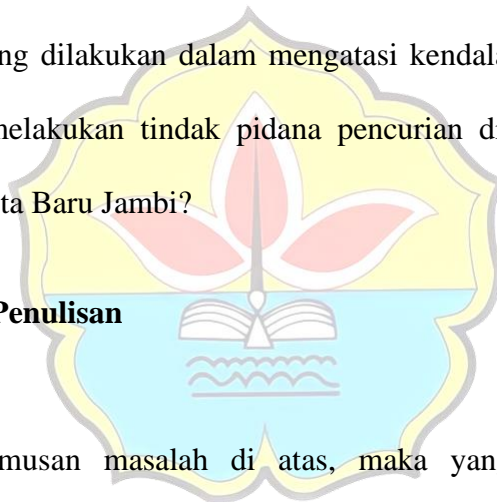 ng dilakukan dalam mengatasi kendala
melakukan tindak pidana pencurian di
ta Baru Jambi?
Penulisan
musan masalah di atas, maka yan